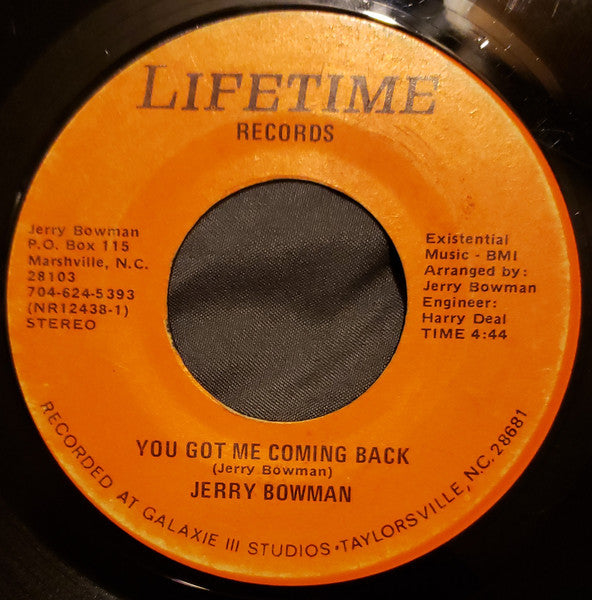 LIFETIME
RECORDS
Jerry Bowman
P.O. Box 115
Marshville, N.C.
28103
704-624-5393
(NR12438-1)
STEREO
Existential
Music - BMI
Arranged by:
Jerry Bowman
Engineer:
Harry Deal
TIME 4:44
YOU GOT ME COMING BACK
(Jerry Bowman)
JERRY BOWMAN
RECORDED AT GALAXIE III STUDIOS • TAYLORSVILLE, N.C. 28681